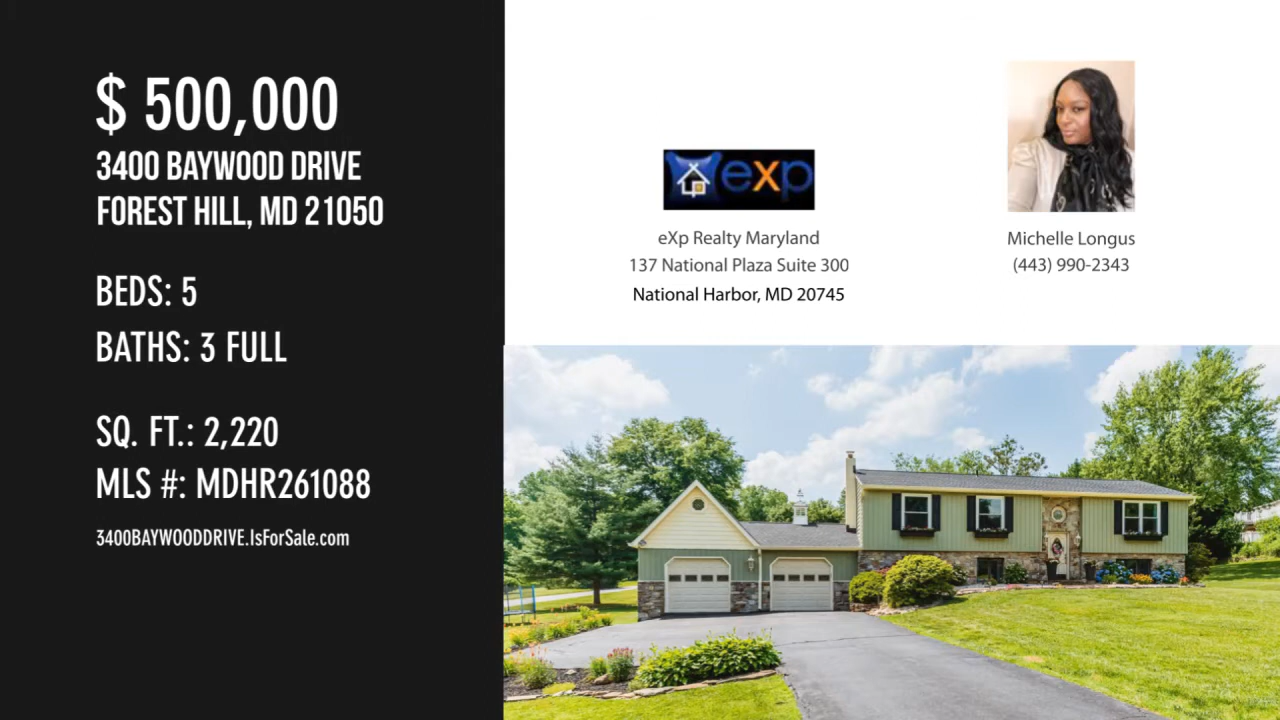 $ 500,000
3400 BAYWOOD DRIVE
FOREST HILL, MD 21050
BEDS: 5
BATHS: 3 FULL
SQ. FT.: 2,220
MLS #: MDHR261088
3400BAYWOODDRIVE.IsForSale.com
exp
eXp Realty Maryland
137 National Plaza Suite 300
National Harbor, MD 20745
Michelle Longus
(443) 990-2343